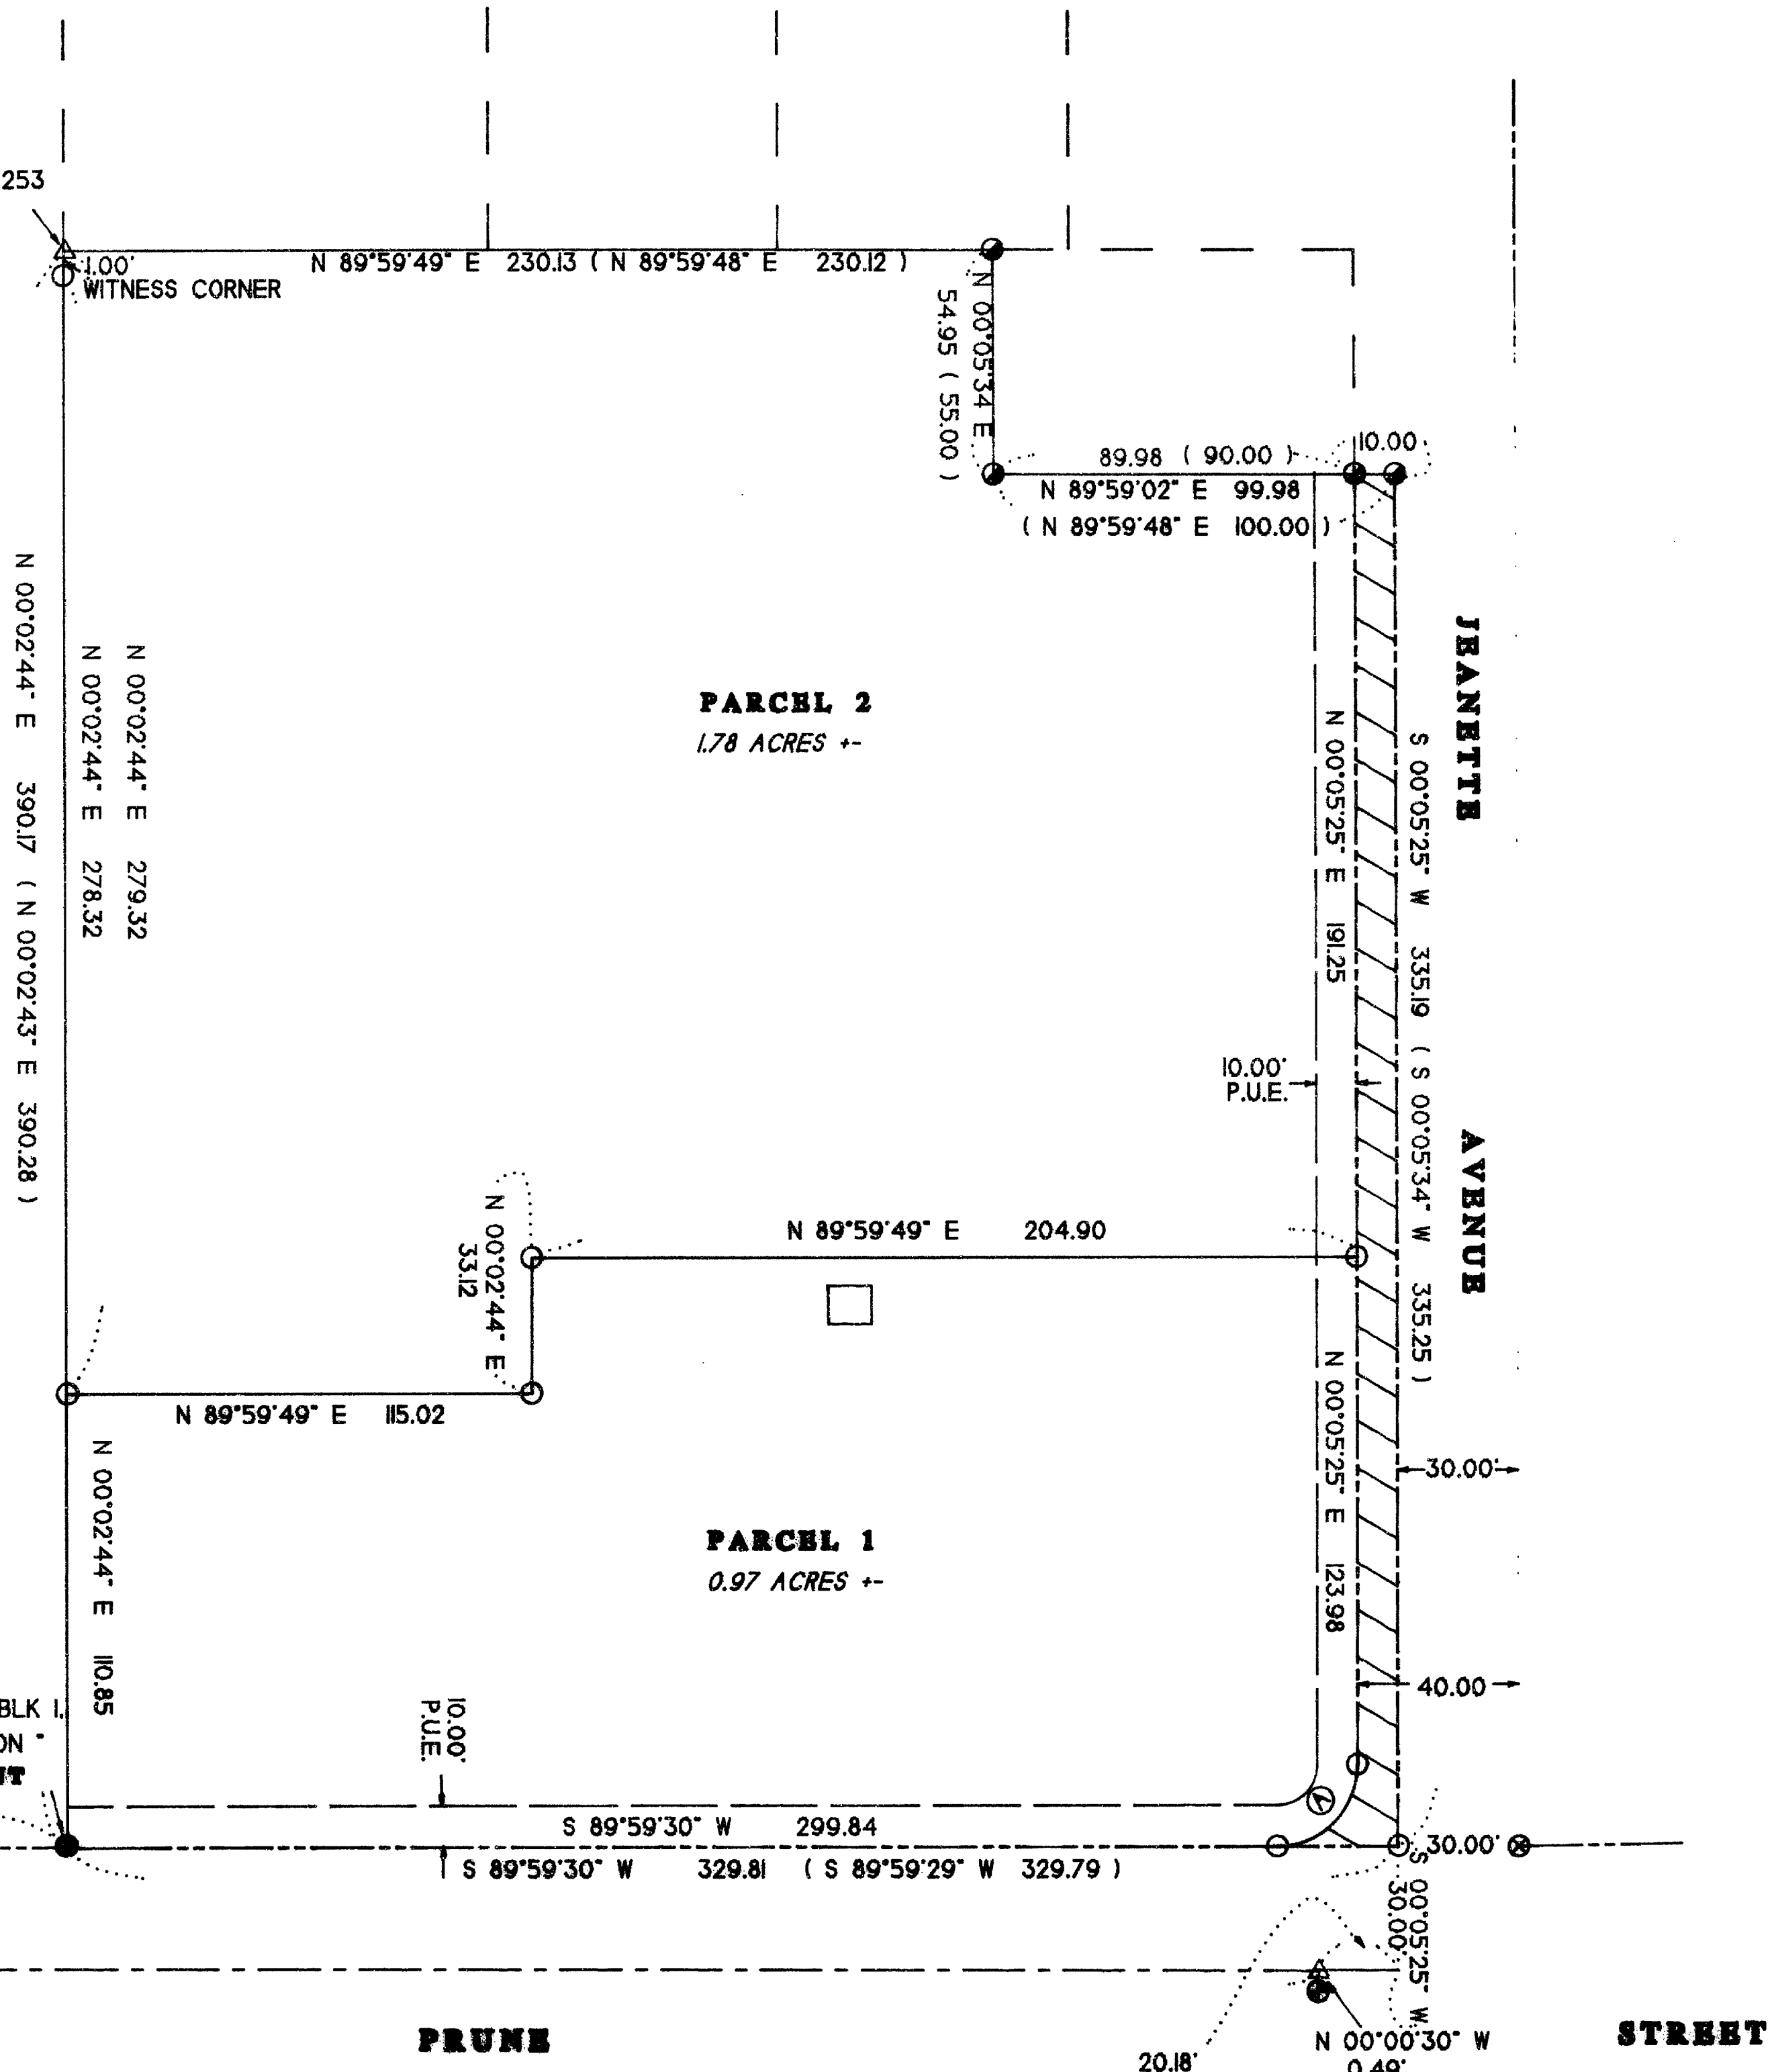 253
1.00'
WITNESS CORNER
N 89°59'49" E 230.13 ( N 89°59'48" E 230.12 )
N 00°05'34 E
54.95 ( 55.00 )
10.00
89.98 ( 90.00 )
N 89°59'02" E 99.98
( N 89°59'48" E 100.00 )
N 00°02'44" E 390.17 ( N 00°02'43" E 390.28 )
N 00°02'44" E 278.32
N 00°02'44" E 279.32
PARCEL 2
1.78 ACRES +-
N 00°05'25" E 191.25
S 00°05'25" W 335.19 ( S 00°05'34" W 335.25 )
JEANETTE AVENUE
10.00'
P.U.E.
N 89°59'49" E 204.90
N 00°02'44" E
33.12
N 89°59'49" E 115.02
N 00°02'44" E 110.85
N 00°05'25" E 123.98
30.00'
PARCEL 1
0.97 ACRES +-
40.00
BLK 1.
ON "
NT
10.00'
P.U.E.
A
S 89°59'30" W 299.84
30.00'
S 89°59'30" W 329.81 ( S 89°59'29" W 329.79 )
S 00°05'25" W
30.00
PRUNE STREET
N 00°00'30" W
0.49'
20.18'